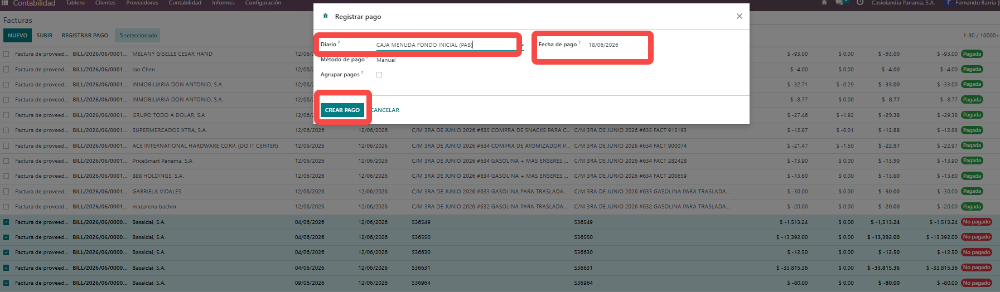 Contabilidad Tablero Clientes Proveedores Contabilidad Informes Configuración Casiolandia Panama, S.A. F Fernando Barria (
Facturas
NUEVO SUBIR REGISTRAR PAGO 5 seleccionado 1-80 / 10000+
Registrar pago
Diario ? CAJA MENUDA FONDO INICIAL (PAB) Fecha de pago ? 18/06/2026
Método de pago ? Manual
Agrupar pagos ?
CREAR PAGO CANCELAR
Factura de proveed... BILL/2026/06/0001... MELANY GISELLE CESAR HAND 12/06/ $ -93.00 $ 0.00 $ -93.00 $ -93.00 Pagada
Factura de proveed... BILL/2026/06/0001... Ian Chen 12/06/ $ -4.00 $ 0.00 $ -4.00 $ -4.00 Pagada
Factura de proveed... BILL/2026/06/0001... INMOBILIARIA DON ANTONIO, S.A. 12/06/ $ -32.71 $ -0.29 $ -33.00 $ -33.00 Pagada
Factura de proveed... BILL/2026/06/0001... INMOBILIARIA DON ANTONIO, S.A. 12/06/ $ -8.77 $ 0.00 $ -8.77 $ -8.77 Pagada
Factura de proveed... BILL/2026/06/0001... GRUPO TODO A DOLAR, S.A 12/06/ $ -27.46 $ -1.92 $ -29.38 $ -29.38 Pagada
Factura de proveed... BILL/2026/06/0001... SUPERMERCADOS XTRA, S.A. 12/06/2026 12/06/2026 C/M 3RA DE JUNIO 2026 #635 COMPRA DE SNACKS PARA C... C/M 3RA DE JUNIO 2026 #635 FACT 915193 $ -12.87 $ -0.01 $ -12.88 $ -12.88 Pagada
Factura de proveed... BILL/2026/06/0001... ACE INTERNATIONAL HARDWARE CORP, (DO IT CENTER) 12/06/2026 12/06/2026 C/M 3RA DE JUNIO 2026 #634 COMPRA DE ATOMIZADOR P... C/M 3RA DE JUNIO 2026 #634 FACT 900074 $ -21.47 $ -1.50 $ -22.97 $ -22.97 Pagada
Factura de proveed... BILL/2026/06/0001... PriceSmart Panama, S.A 12/06/2026 12/06/2026 C/M 3RA DE JUNIO 2026 #634 GASOLINA + MAS ENSERES ... C/M 3RA DE JUNIO 2026 #634 FACT 282428 $ -13.90 $ 0.00 $ -13.90 $ -13.90 Pagada
Factura de proveed... BILL/2026/06/0001... 888 HOLDINGS, S.A. 12/06/2026 12/06/2026 C/M 3RA DE JUNIO 2026 #634 GASOLINA + MAS ENSERES ... C/M 3RA DE JUNIO 2026 #634 FACT 200659 $ -13.60 $ 0.00 $ -13.60 $ -13.60 Pagada
Factura de proveed... BILL/2026/06/0001... GABRIELA VIDALES 12/06/2026 12/06/2026 C/M 3RA DE JUNIO 2026 #633 GASOLINA PARA TRASLADA... C/M 3RA DE JUNIO 2026 #633 GASOLINA PARA TRASLADA... $ -30.00 $ 0.00 $ -30.00 $ -30.00 Pagada
Factura de proveed... BILL/2026/06/0001... macarena bachor 12/06/2026 12/06/2026 C/M 3RA DE JUNIO 2026 #632 GASOLINA PARA TRASLADA... C/M 3RA DE JUNIO 2026 #632 GASOLINA PARA TRASLADA... $ -20.00 $ 0.00 $ -20.00 $ -20.00 Pagada
Factura de proveed... BILL/2026/06/0000... Basaidai, S.A. 04/06/2026 12/06/2026 S36549 S36549 $ -1,513.24 $ 0.00 $ -1,513.24 $ -1,513.24 No pagado
Factura de proveed... BILL/2026/06/0000... Basaidai, S.A. 04/06/2026 12/06/2026 S36550 S36550 $ -13,392.00 $ 0.00 $ -13,392.00 $ -13,392.00 No pagado
Factura de proveed... BILL/2026/06/0000... Basaidai, S.A. 04/06/2026 12/06/2026 S36630 S36630 $ -12.50 $ 0.00 $ -12.50 $ -12.50 No pagado
Factura de proveed... BILL/2026/06/0000... Basaidai, S.A. 04/06/2026 12/06/2026 S36631 S36631 $ -33,815.36 $ 0.00 $ -33,815.36 $ -33,815.36 No pagado
Factura de proveed... BILL/2026/06/0000... Basaidai, S.A. 09/06/2026 12/06/2026 S36964 S36964 $ -80.00 $ 0.00 $ -80.00 $ -80.00 No pagado